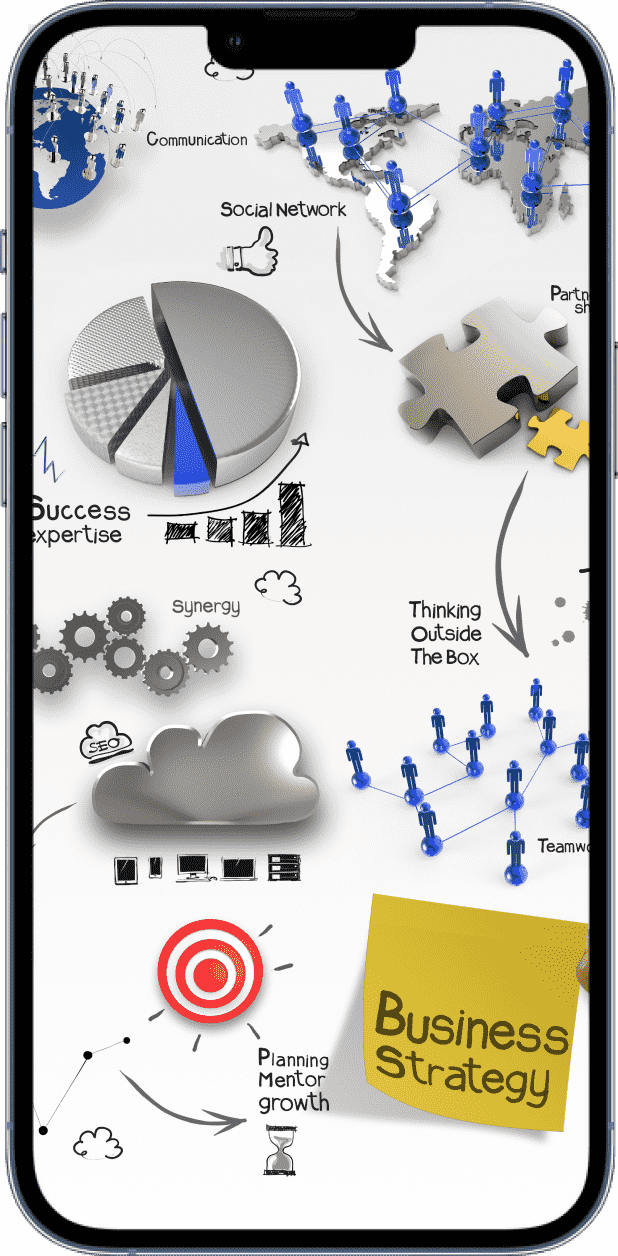 Communication
Social Network
Partn
sh
Success
expertise
Synergy
Thinking
Outside
The Box
SEO
Teamwo
Business
Strategy
Planning
Mentor
growth